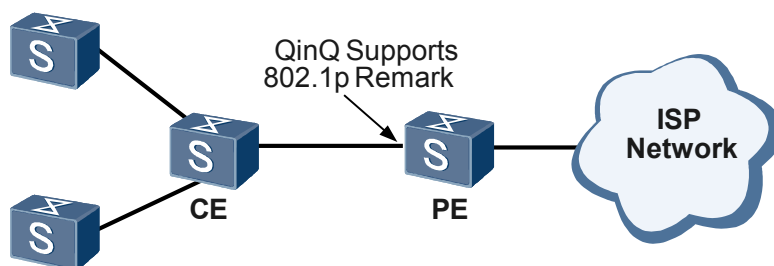 S
QinQ Supports
802.1p Remark
S
S
ISP
Network
CE
PE
S